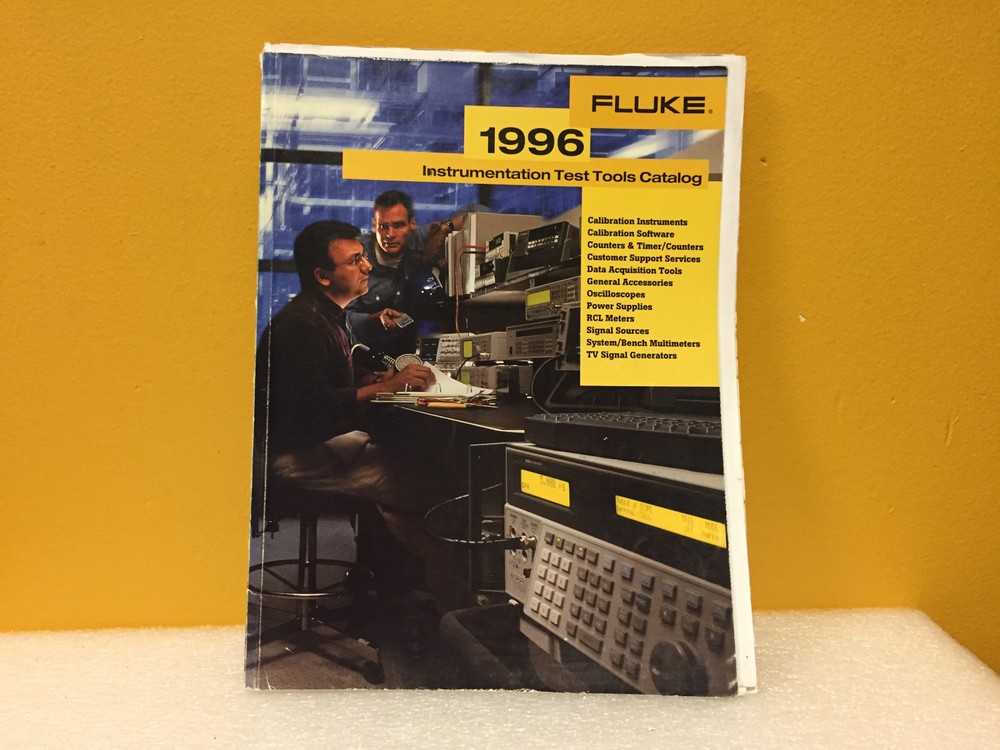 FLUKE®
1996
Instrumentation Test Tools Catalog
Calibration Instruments
Calibration Software
Counters & Timer/Counters
Customer Support Services
Data Acquisition Tools
General Accessories
Oscilloscopes
Power Supplies
RCL Meters
Signal Sources
System/Bench Multimeters
TV Signal Generators